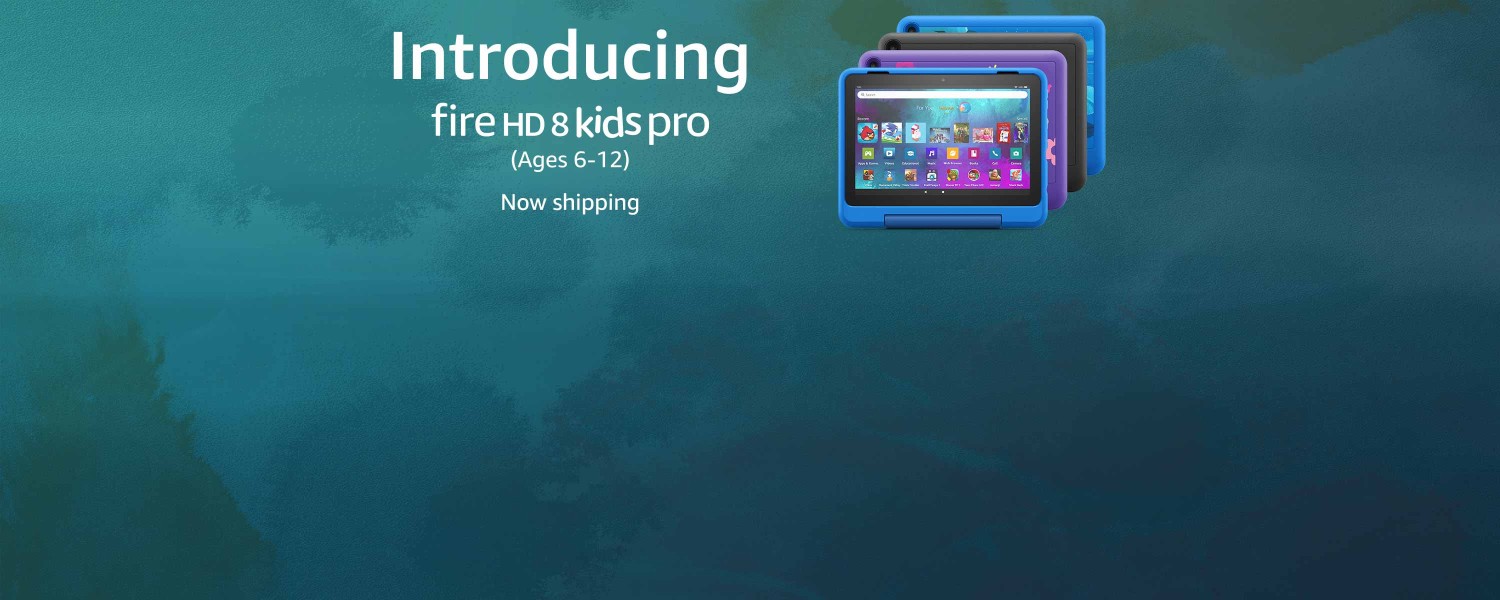 Introducing
fire HD 8 kids pro
(Ages 6-12)
Now shipping